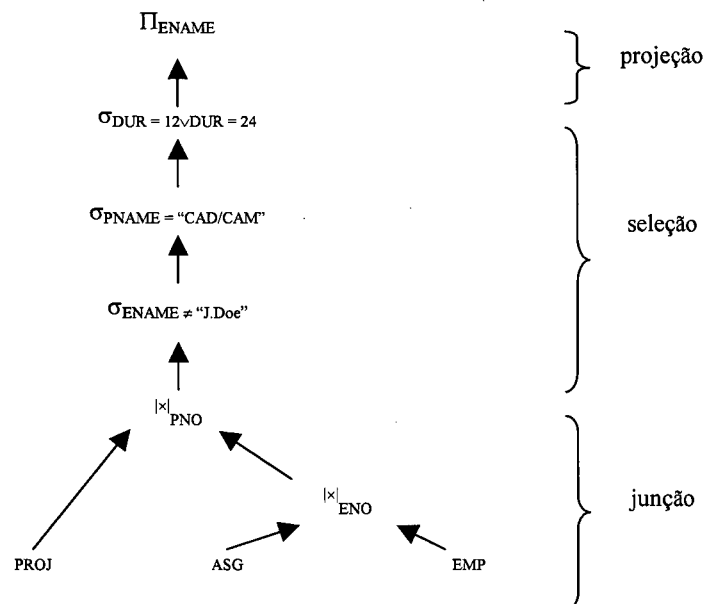 Π_ENAME
projeção
σ_DUR = 12∨DUR = 24
σ_PNAME = “CAD/CAM”
seleção
σ_ENAME ≠ “J.Doe”
|×|_PNO
|×|_ENO
junção
PROJ ASG EMP